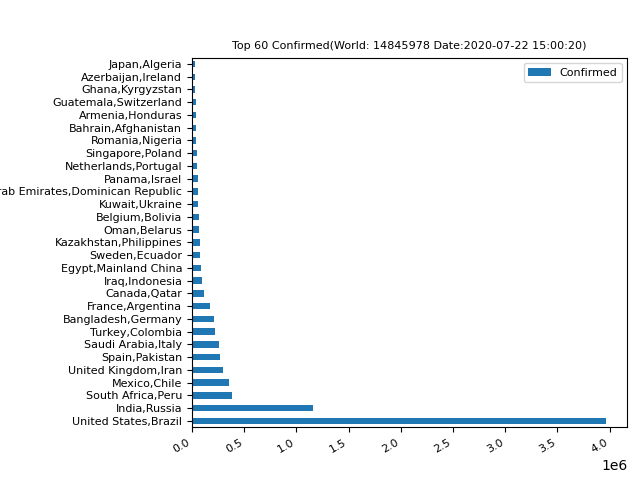 Top 60 Confirmed(World: 14845978 Date:2020-07-22 15:00:20)
Confirmed
Japan,Algeria
Azerbaijan,Ireland
Ghana,Kyrgyzstan
Guatemala,Switzerland
Armenia,Honduras
Bahrain,Afghanistan
Romania,Nigeria
Singapore,Poland
Netherlands,Portugal
Panama,Israel
rab Emirates,Dominican Republic
Kuwait,Ukraine
Belgium,Bolivia
Oman,Belarus
Kazakhstan,Philippines
Sweden,Ecuador
Egypt,Mainland China
Iraq,Indonesia
Canada,Qatar
France,Argentina
Bangladesh,Germany
Turkey,Colombia
Saudi Arabia,Italy
Spain,Pakistan
United Kingdom,Iran
Mexico,Chile
South Africa,Peru
India,Russia
United States,Brazil
0.0 0.5 1.0 1.5 2.0 2.5 3.0 3.5 4.0
1e6